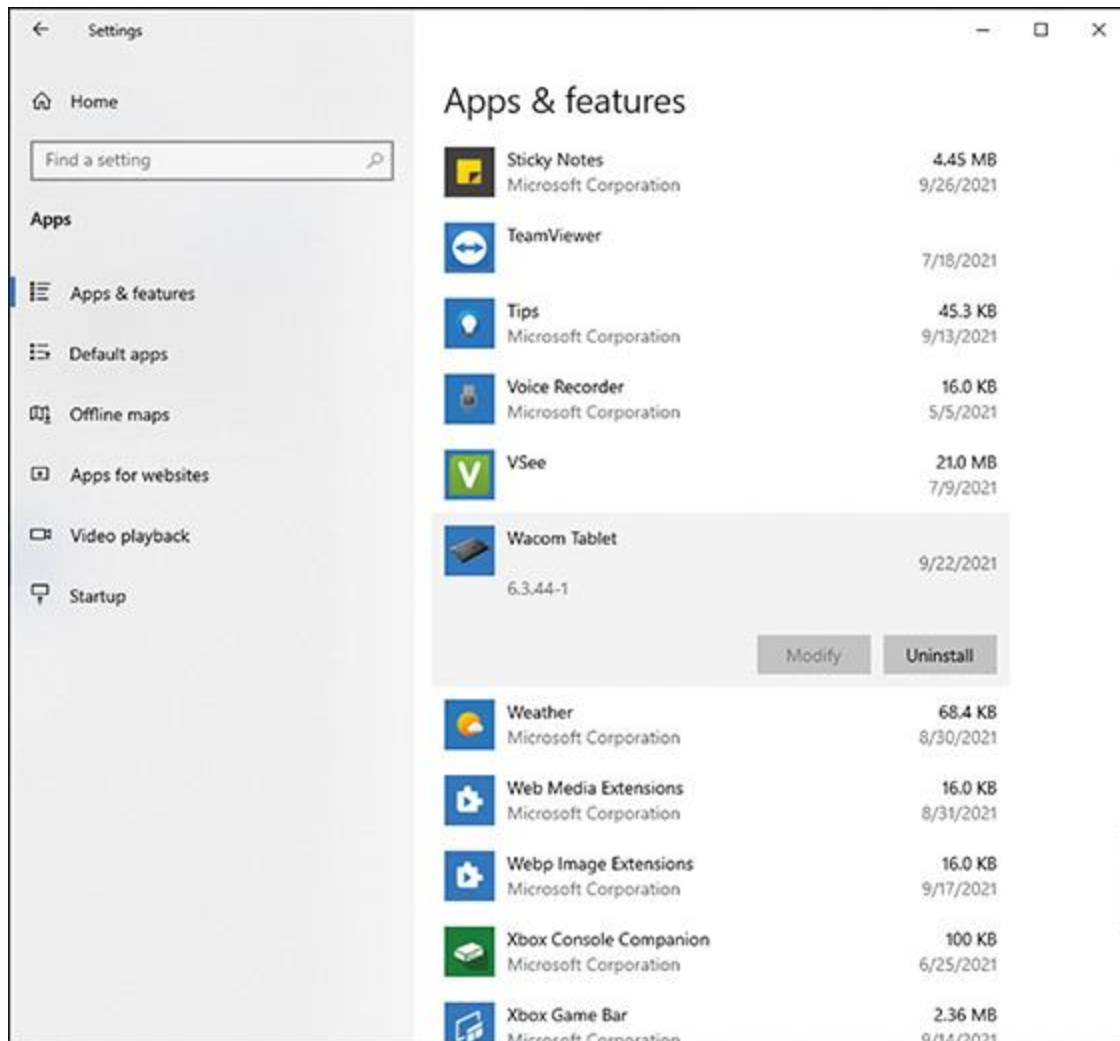 Settings
Home
Find a setting
Apps
Apps & features
Default apps
Offline maps
Apps for websites
Video playback
Startup
Apps & features
Sticky Notes 4.45 MB
Microsoft Corporation 9/26/2021
TeamViewer
7/18/2021
Tips 45.3 KB
Microsoft Corporation 9/13/2021
Voice Recorder 16.0 KB
Microsoft Corporation 5/5/2021
V
VSee 21.0 MB
7/9/2021
Wacom Tablet
9/22/2021
6.3.44-1
Modify Uninstall
Weather 68.4 KB
Microsoft Corporation 8/30/2021
Web Media Extensions 16.0 KB
Microsoft Corporation 8/31/2021
Webp Image Extensions 16.0 KB
Microsoft Corporation 9/17/2021
Xbox Console Companion 100 KB
Microsoft Corporation 6/25/2021
Xbox Game Bar 2.36 MB
Microsoft Corporation 9/14/2021